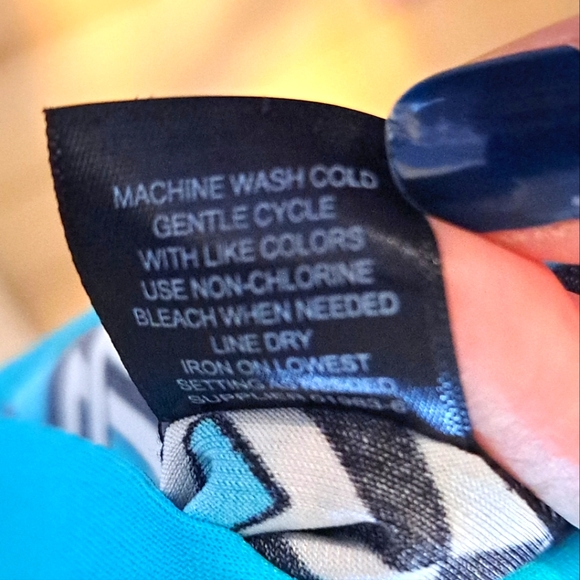 MACHINE WASH COLD
GENTLE CYCLE
WITH LIKE COLORS
USE NON-CHLORINE
BLEACH WHEN NEEDED
LINE DRY
IRON ON LOWEST
SETTING AS NEEDED
SUPPLIER